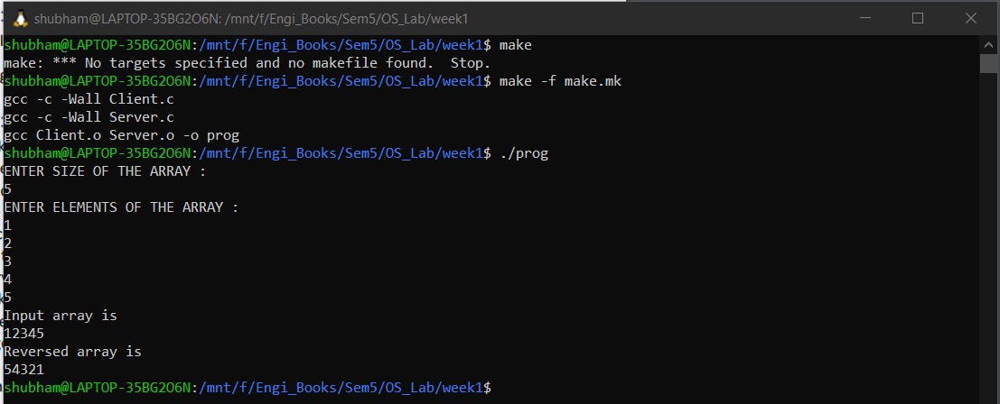 shubham@LAPTOP-35BG2O6N: /mnt/f/Engi_Books/Sem5/OS_Lab/week1
shubham@LAPTOP-35BG2O6N:/mnt/f/Engi_Books/Sem5/OS_Lab/week1$ make
make: *** No targets specified and no makefile found.  Stop.
shubham@LAPTOP-35BG2O6N:/mnt/f/Engi_Books/Sem5/OS_Lab/week1$ make -f make.mk
gcc -c -Wall Client.c
gcc -c -Wall Server.c
gcc Client.o Server.o -o prog
shubham@LAPTOP-35BG2O6N:/mnt/f/Engi_Books/Sem5/OS_Lab/week1$ ./prog
ENTER SIZE OF THE ARRAY :
5
ENTER ELEMENTS OF THE ARRAY :
1
2
3
4
5
Input array is
12345
Reversed array is
54321
shubham@LAPTOP-35BG2O6N:/mnt/f/Engi_Books/Sem5/OS_Lab/week1$